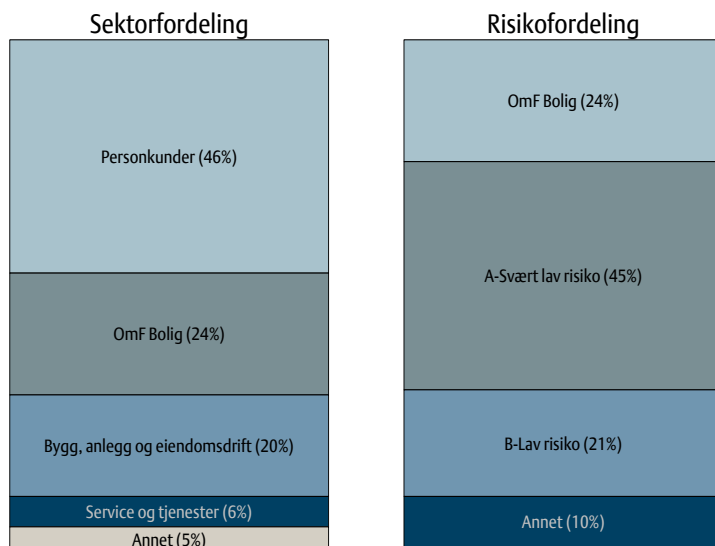 Sektorfordeling
Personkunder (46%)
OmF Bolig (24%)
Bygg, anlegg og eiendomsdrift (20%)
Service og tjenester (6%)
Annet (5%)
Risikofordeling
OmF Bolig (24%)
A-Svært lav risiko (45%)
B-Lav risiko (21%)
Annet (10%)